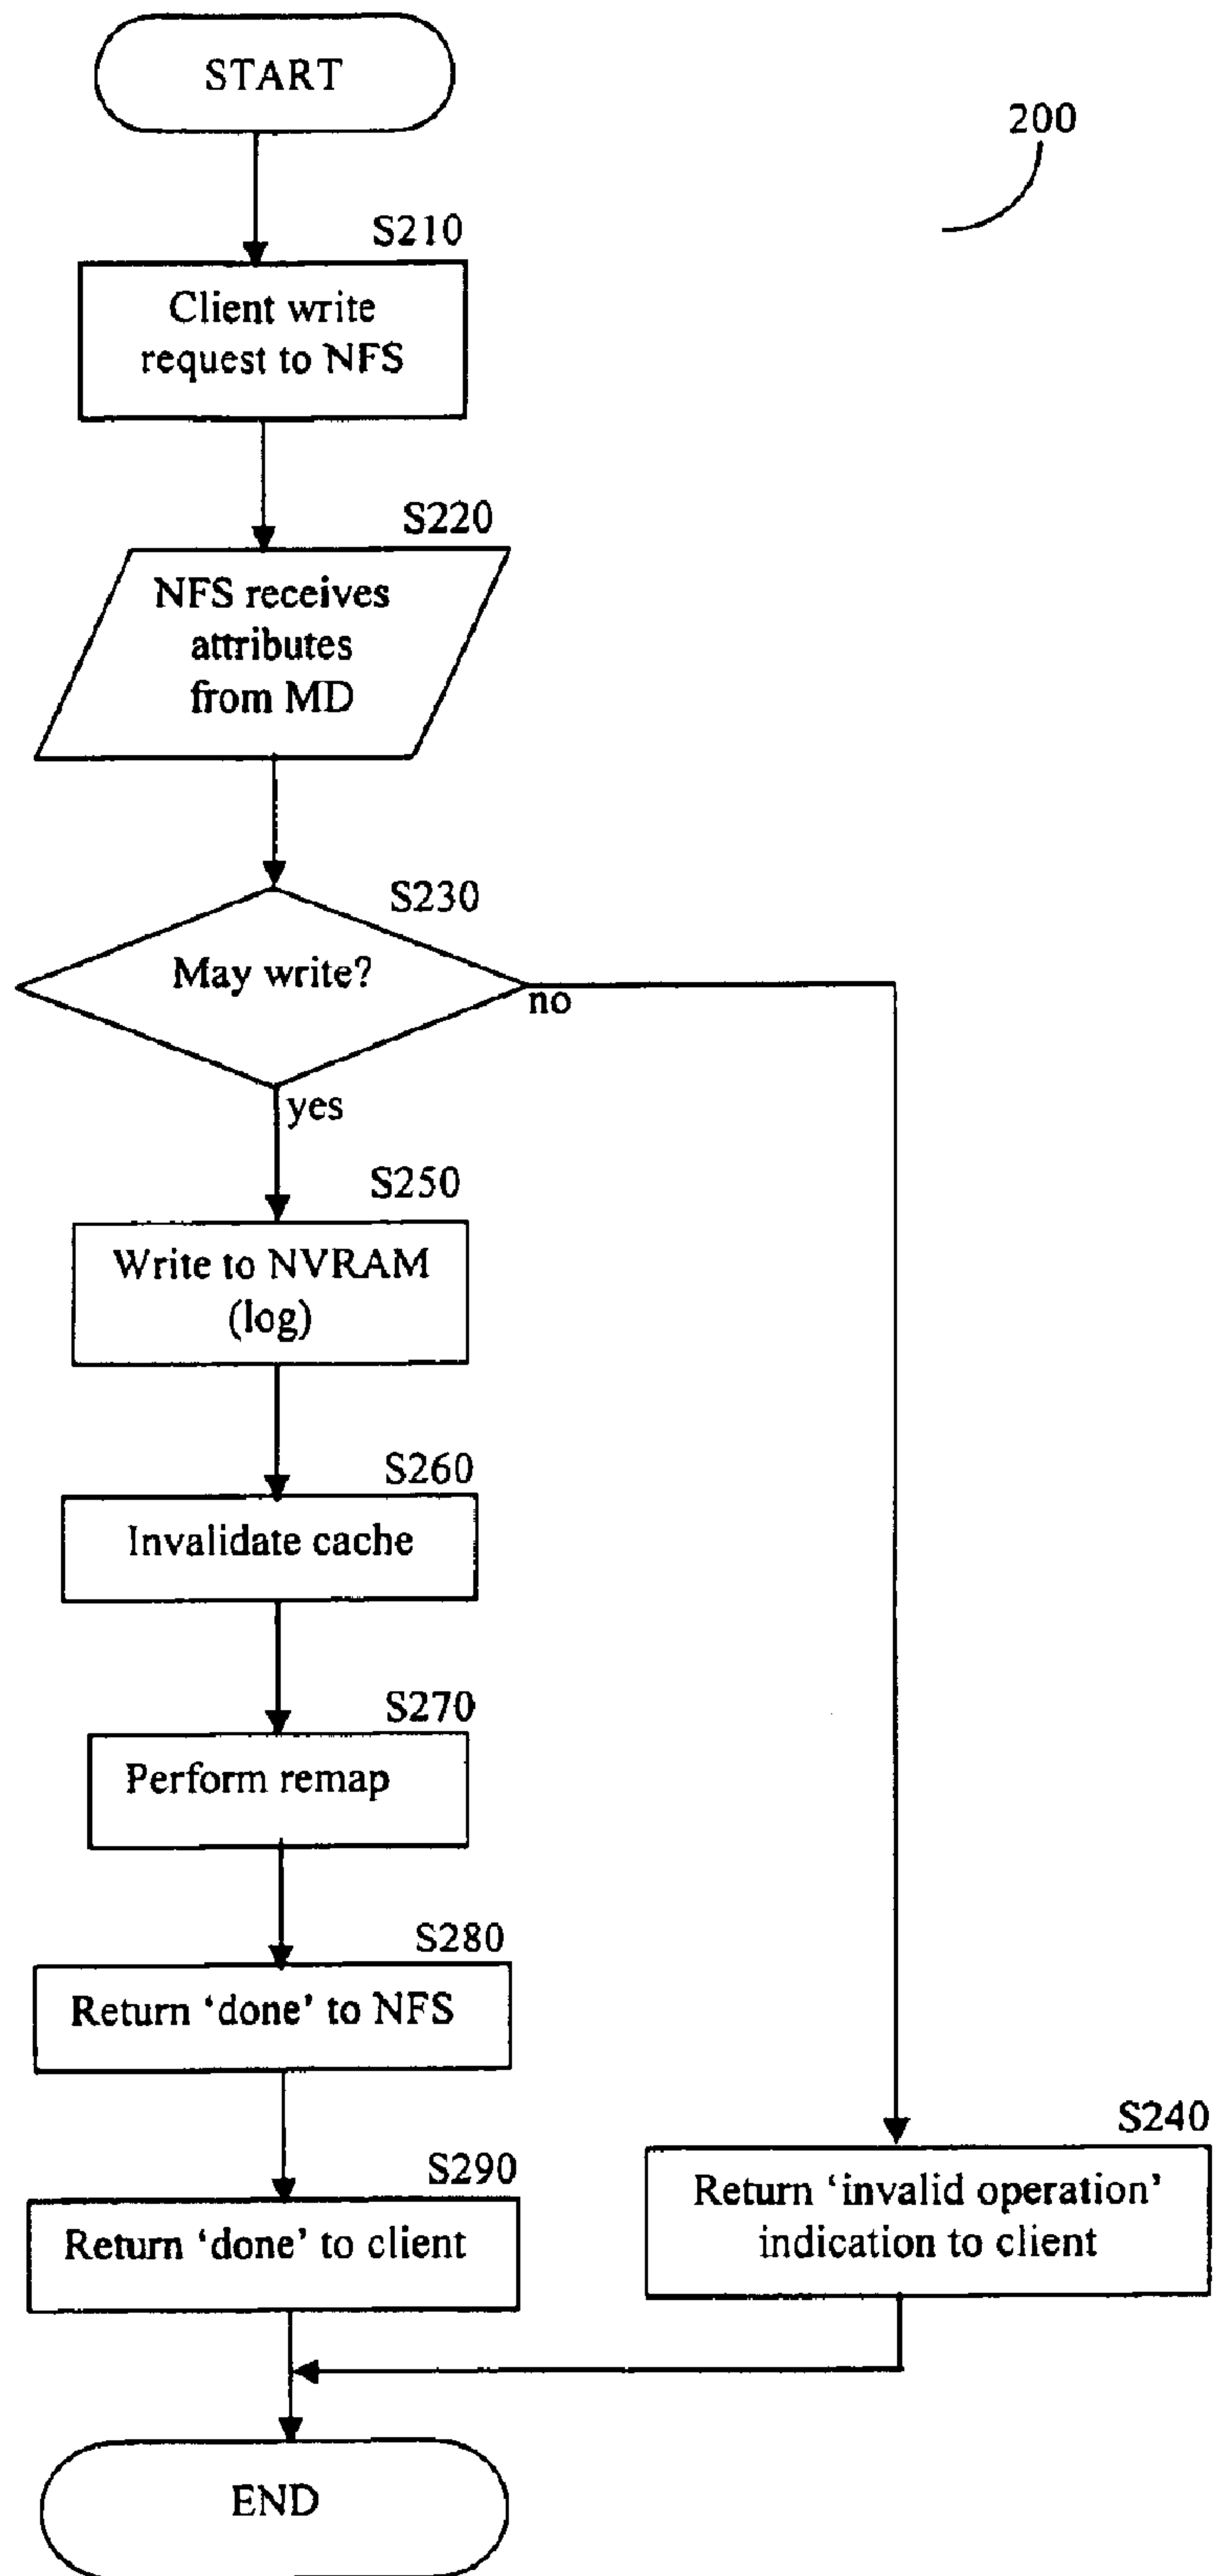 START
200
S210
Client write
request to NFS
S220
NFS receives
attributes
from MD
S230
May write?
no
yes
S250
Write to NVRAM
(log)
S260
Invalidate cache
S270
Perform remap
S280
Return ‘done’ to NFS
S240
Return ‘invalid operation’
indication to client
S290
Return ‘done’ to client
END